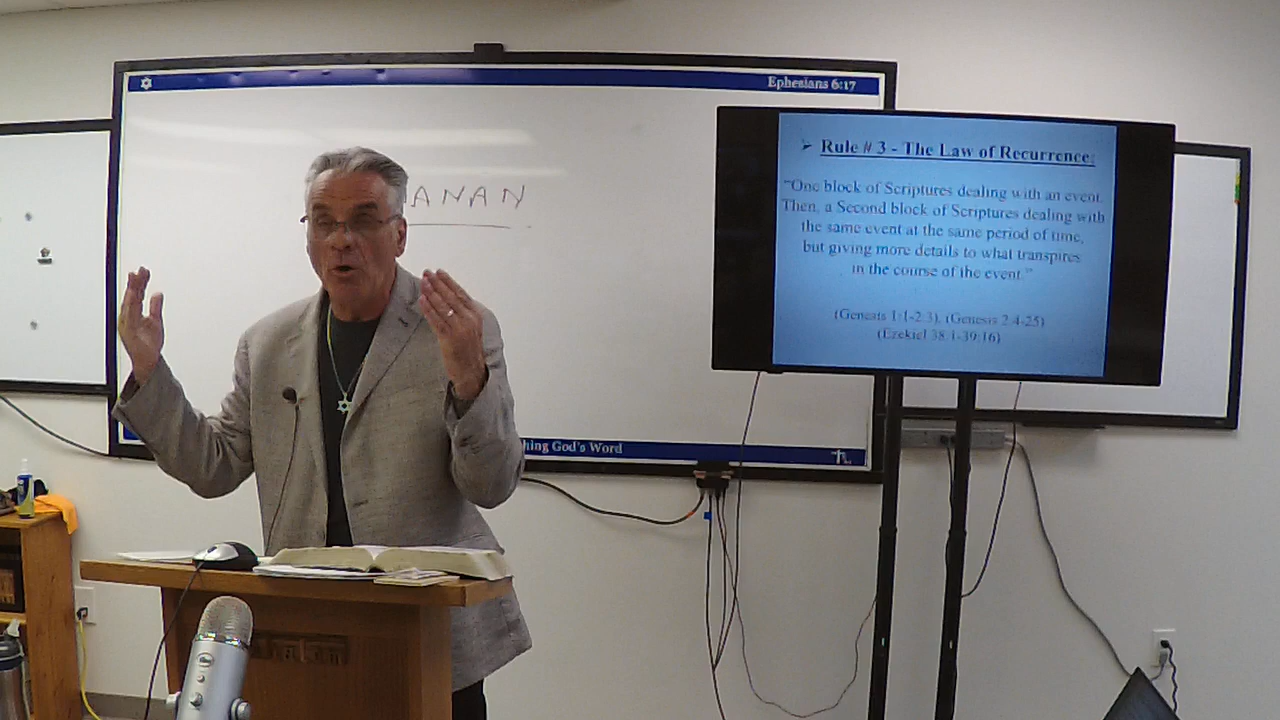 Ephesians 6:17
ANAN
➢ Rule # 3 - The Law of Recurrence:
"One block of Scriptures dealing with an event.
Then, a Second block of Scriptures dealing with
the same event at the same period of time,
but giving more details to what transpires
in the course of the event."
(Genesis 1:1-2:3), (Genesis 2:4-25)
(Ezekiel 38:1-39:16)
hing God's Word